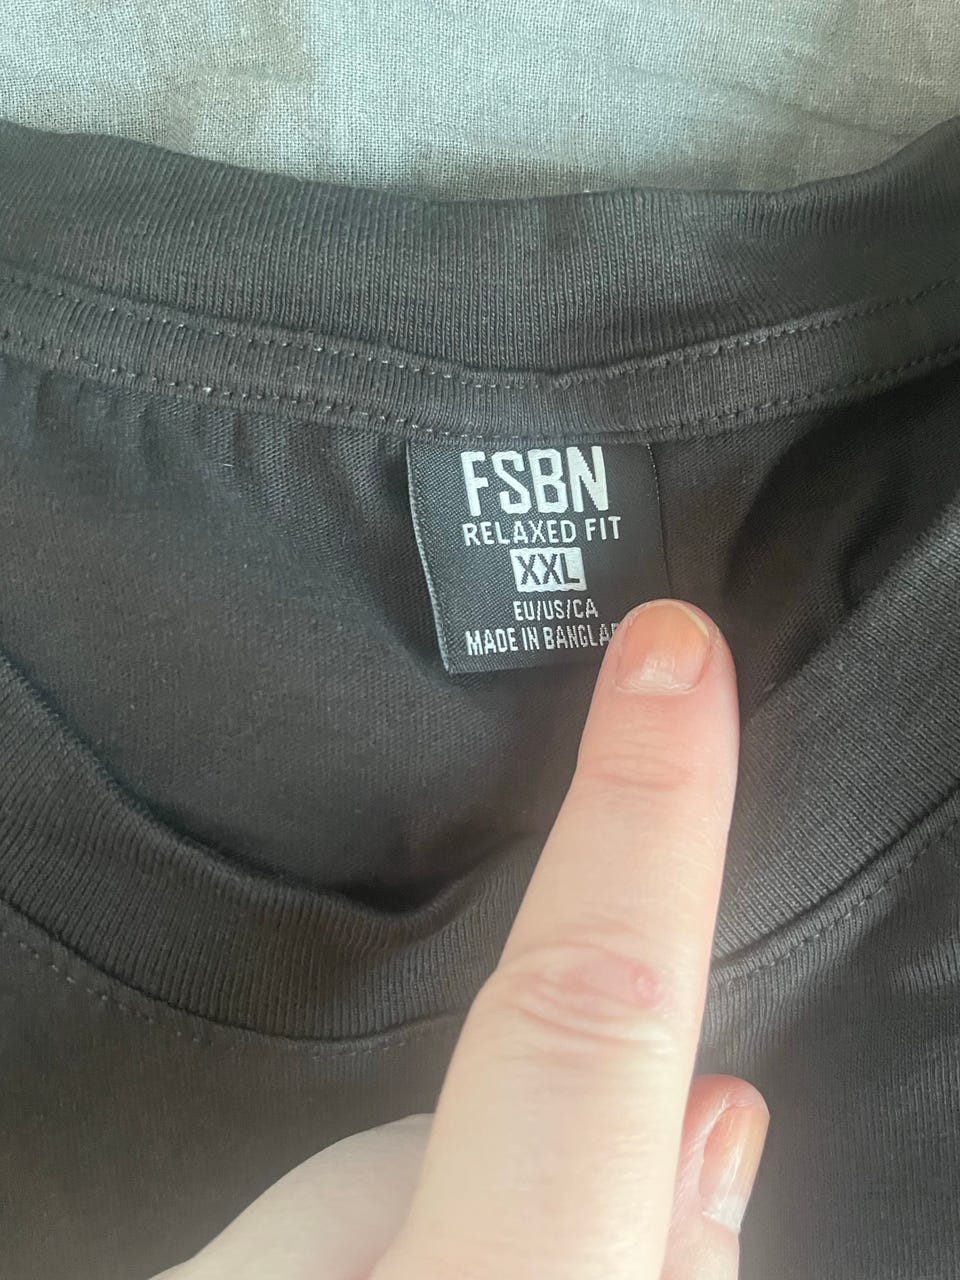 FSBN
RELAXED FIT
XXL
EU/US/CA
MADE IN